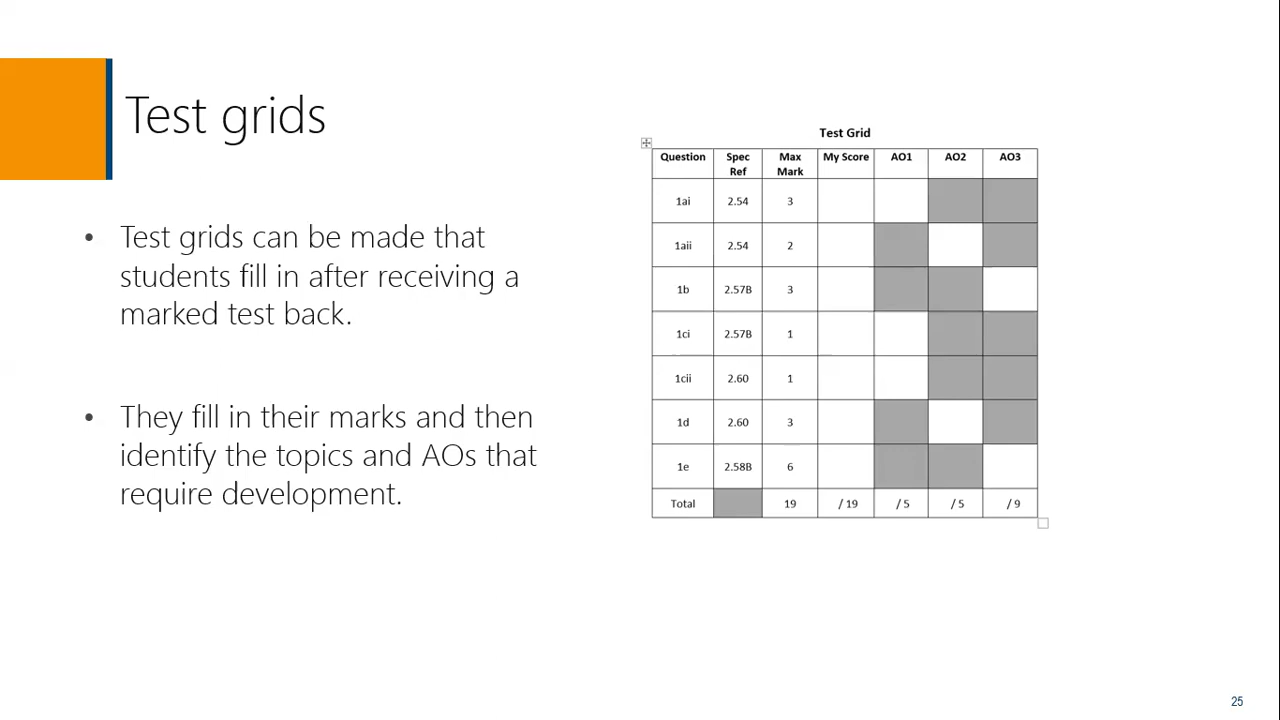 Test grids
• Test grids can be made that
students fill in after receiving a
marked test back.
• They fill in their marks and then
identify the topics and AOs that
require development.
Test Grid
Question Spec Ref Max Mark My Score AO1 AO2 AO3
1ai 2.54 3
1aii 2.54 2
1b 2.57B 3
1ci 2.57B 1
1cii 2.60 1
1d 2.60 3
1e 2.58B 6
Total 19 / 19 / 5 / 5 / 9
25